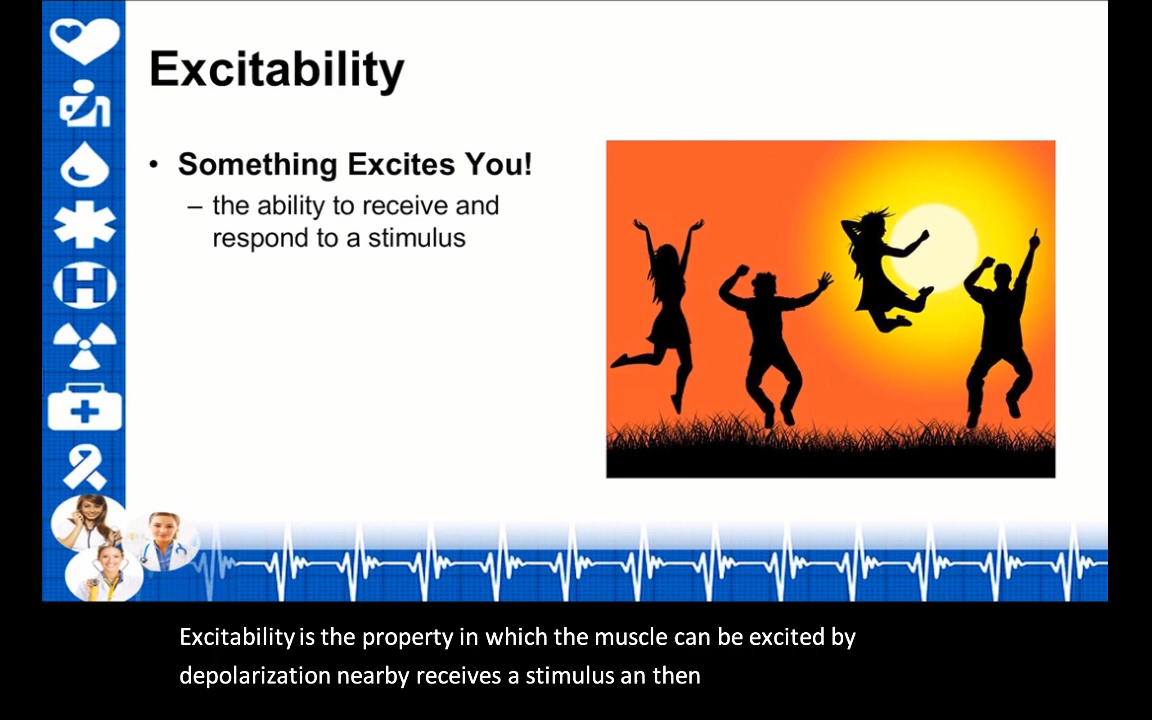 Excitability
• Something Excites You!
– the ability to receive and
respond to a stimulus
H
Excitability is the property in which the muscle can be excited by
depolarization nearby receives a stimulus an then